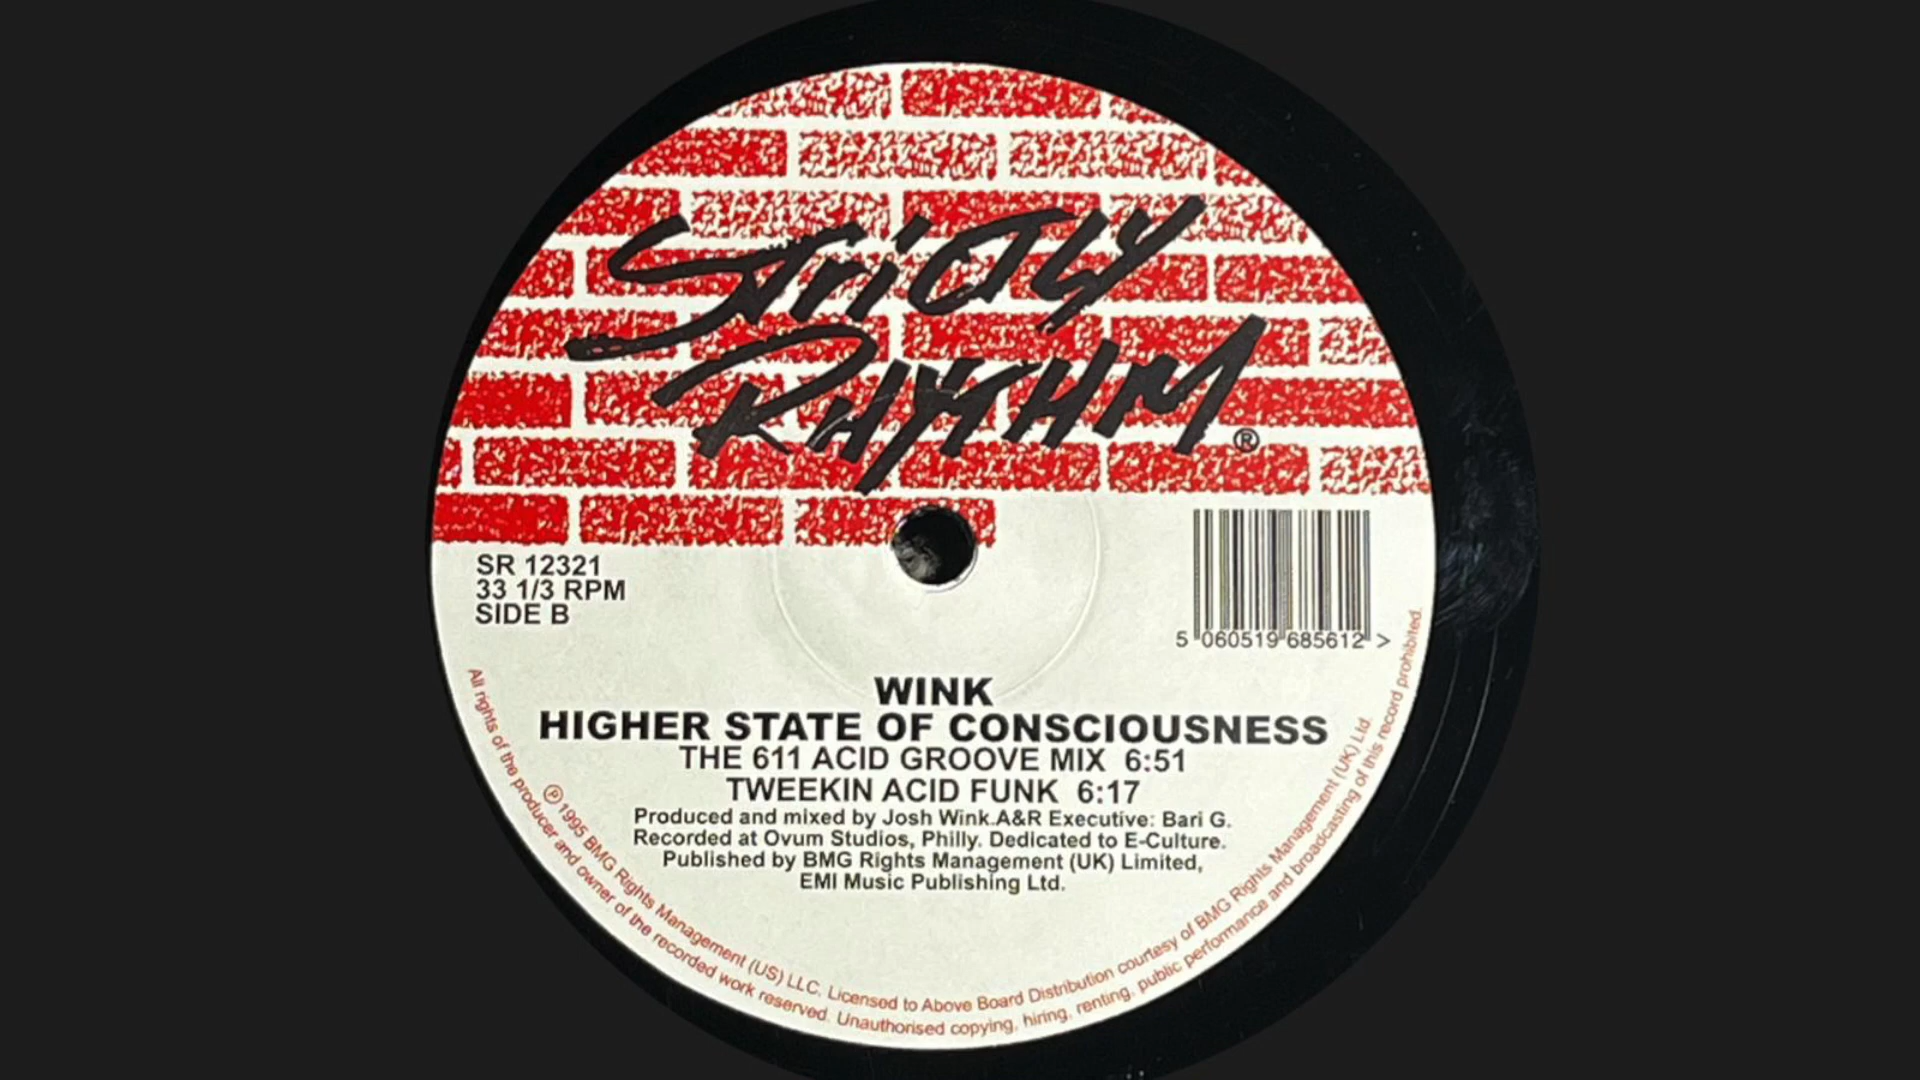 Strictly
Rhythm®
SR 12321
33 1/3 RPM
SIDE B
5 060519 685612 >
WINK
HIGHER STATE OF CONSCIOUSNESS
THE 611 ACID GROOVE MIX 6:51
TWEEKIN ACID FUNK 6:17
Produced and mixed by Josh Wink.A&R Executive: Bari G.
Recorded at Ovum Studios, Philly. Dedicated to E-Culture.
Published by BMG Rights Management (UK) Limited,
EMI Music Publishing Ltd.
℗ 1995 BMG Rights Management (US) LLC. Licensed to Above Board Distribution courtesy of BMG Rights Management (UK) Ltd.
All rights of the producer and owner of the recorded work reserved. Unauthorised copying, hiring, renting, public performance and broadcasting of this record prohibited.